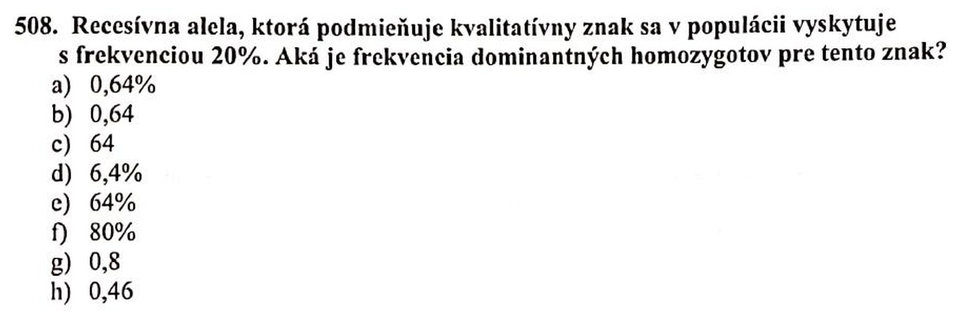 508. Recesívna alela, ktorá podmieňuje kvalitatívny znak sa v populácii vyskytuje
s frekvenciou 20%. Aká je frekvencia dominantných homozygotov pre tento znak?
a) 0,64%
b) 0,64
c) 64
d) 6,4%
e) 64%
f) 80%
g) 0,8
h) 0,46